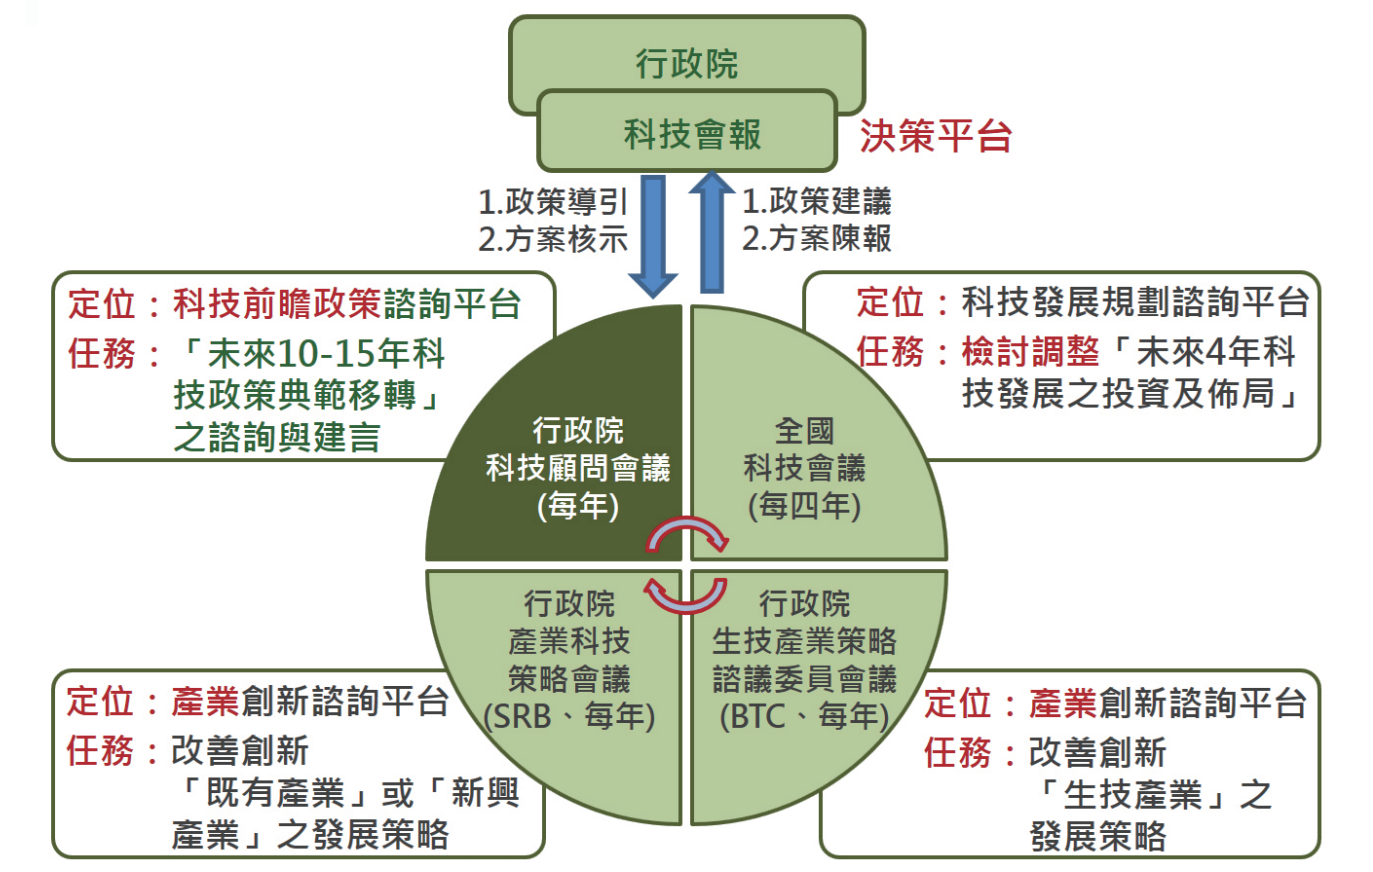 行政院
科技會報
決策平台
1.政策導引
2.方案核示
1.政策建議
2.方案陳報
定位：科技前瞻政策諮詢平台
任務：「未來10-15年科
技政策典範移轉」
之諮詢與建言
定位：科技發展規劃諮詢平台
任務：檢討調整「未來4年科
技發展之投資及佈局」
行政院
科技顧問會議
(每年)
全國
科技會議
(每四年)
行政院
產業科技
策略會議
(SRB、每年)
行政院
生技產業策略
諮議委員會議
(BTC、每年)
定位：產業創新諮詢平台
任務：改善創新
「既有產業」或「新興
產業」之發展策略
定位：產業創新諮詢平台
任務：改善創新
「生技產業」之
發展策略